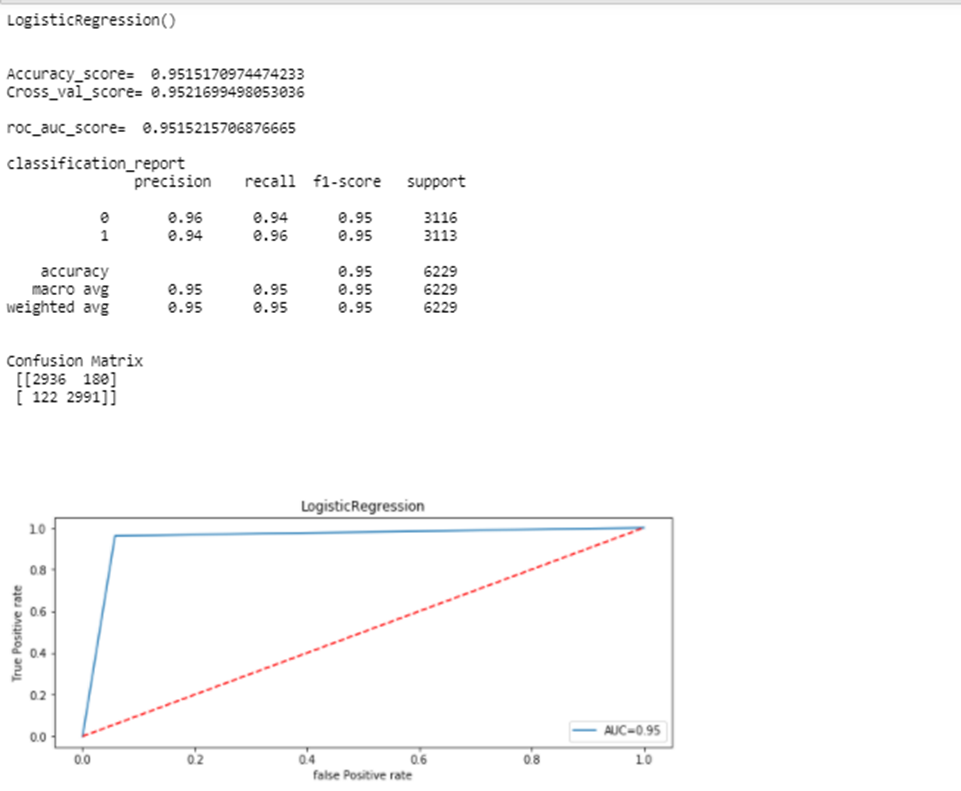 LogisticRegression()
Accuracy_score=  0.9515170974474233
Cross_val_score= 0.9521699498053036
roc_auc_score=  0.9515215706876665
classification_report
precision    recall  f1-score   support
0       0.96      0.94      0.95      3116
1       0.94      0.96      0.95      3113
accuracy                           0.95      6229
macro avg       0.95      0.95      0.95      6229
weighted avg       0.95      0.95      0.95      6229
Confusion Matrix
[[2936  180]
[ 122 2991]]
LogisticRegression
1.0
0.8
0.6
0.4
0.2
0.0
True Positive rate
AUC=0.95
0.0 0.2 0.4 0.6 0.8 1.0
false Positive rate